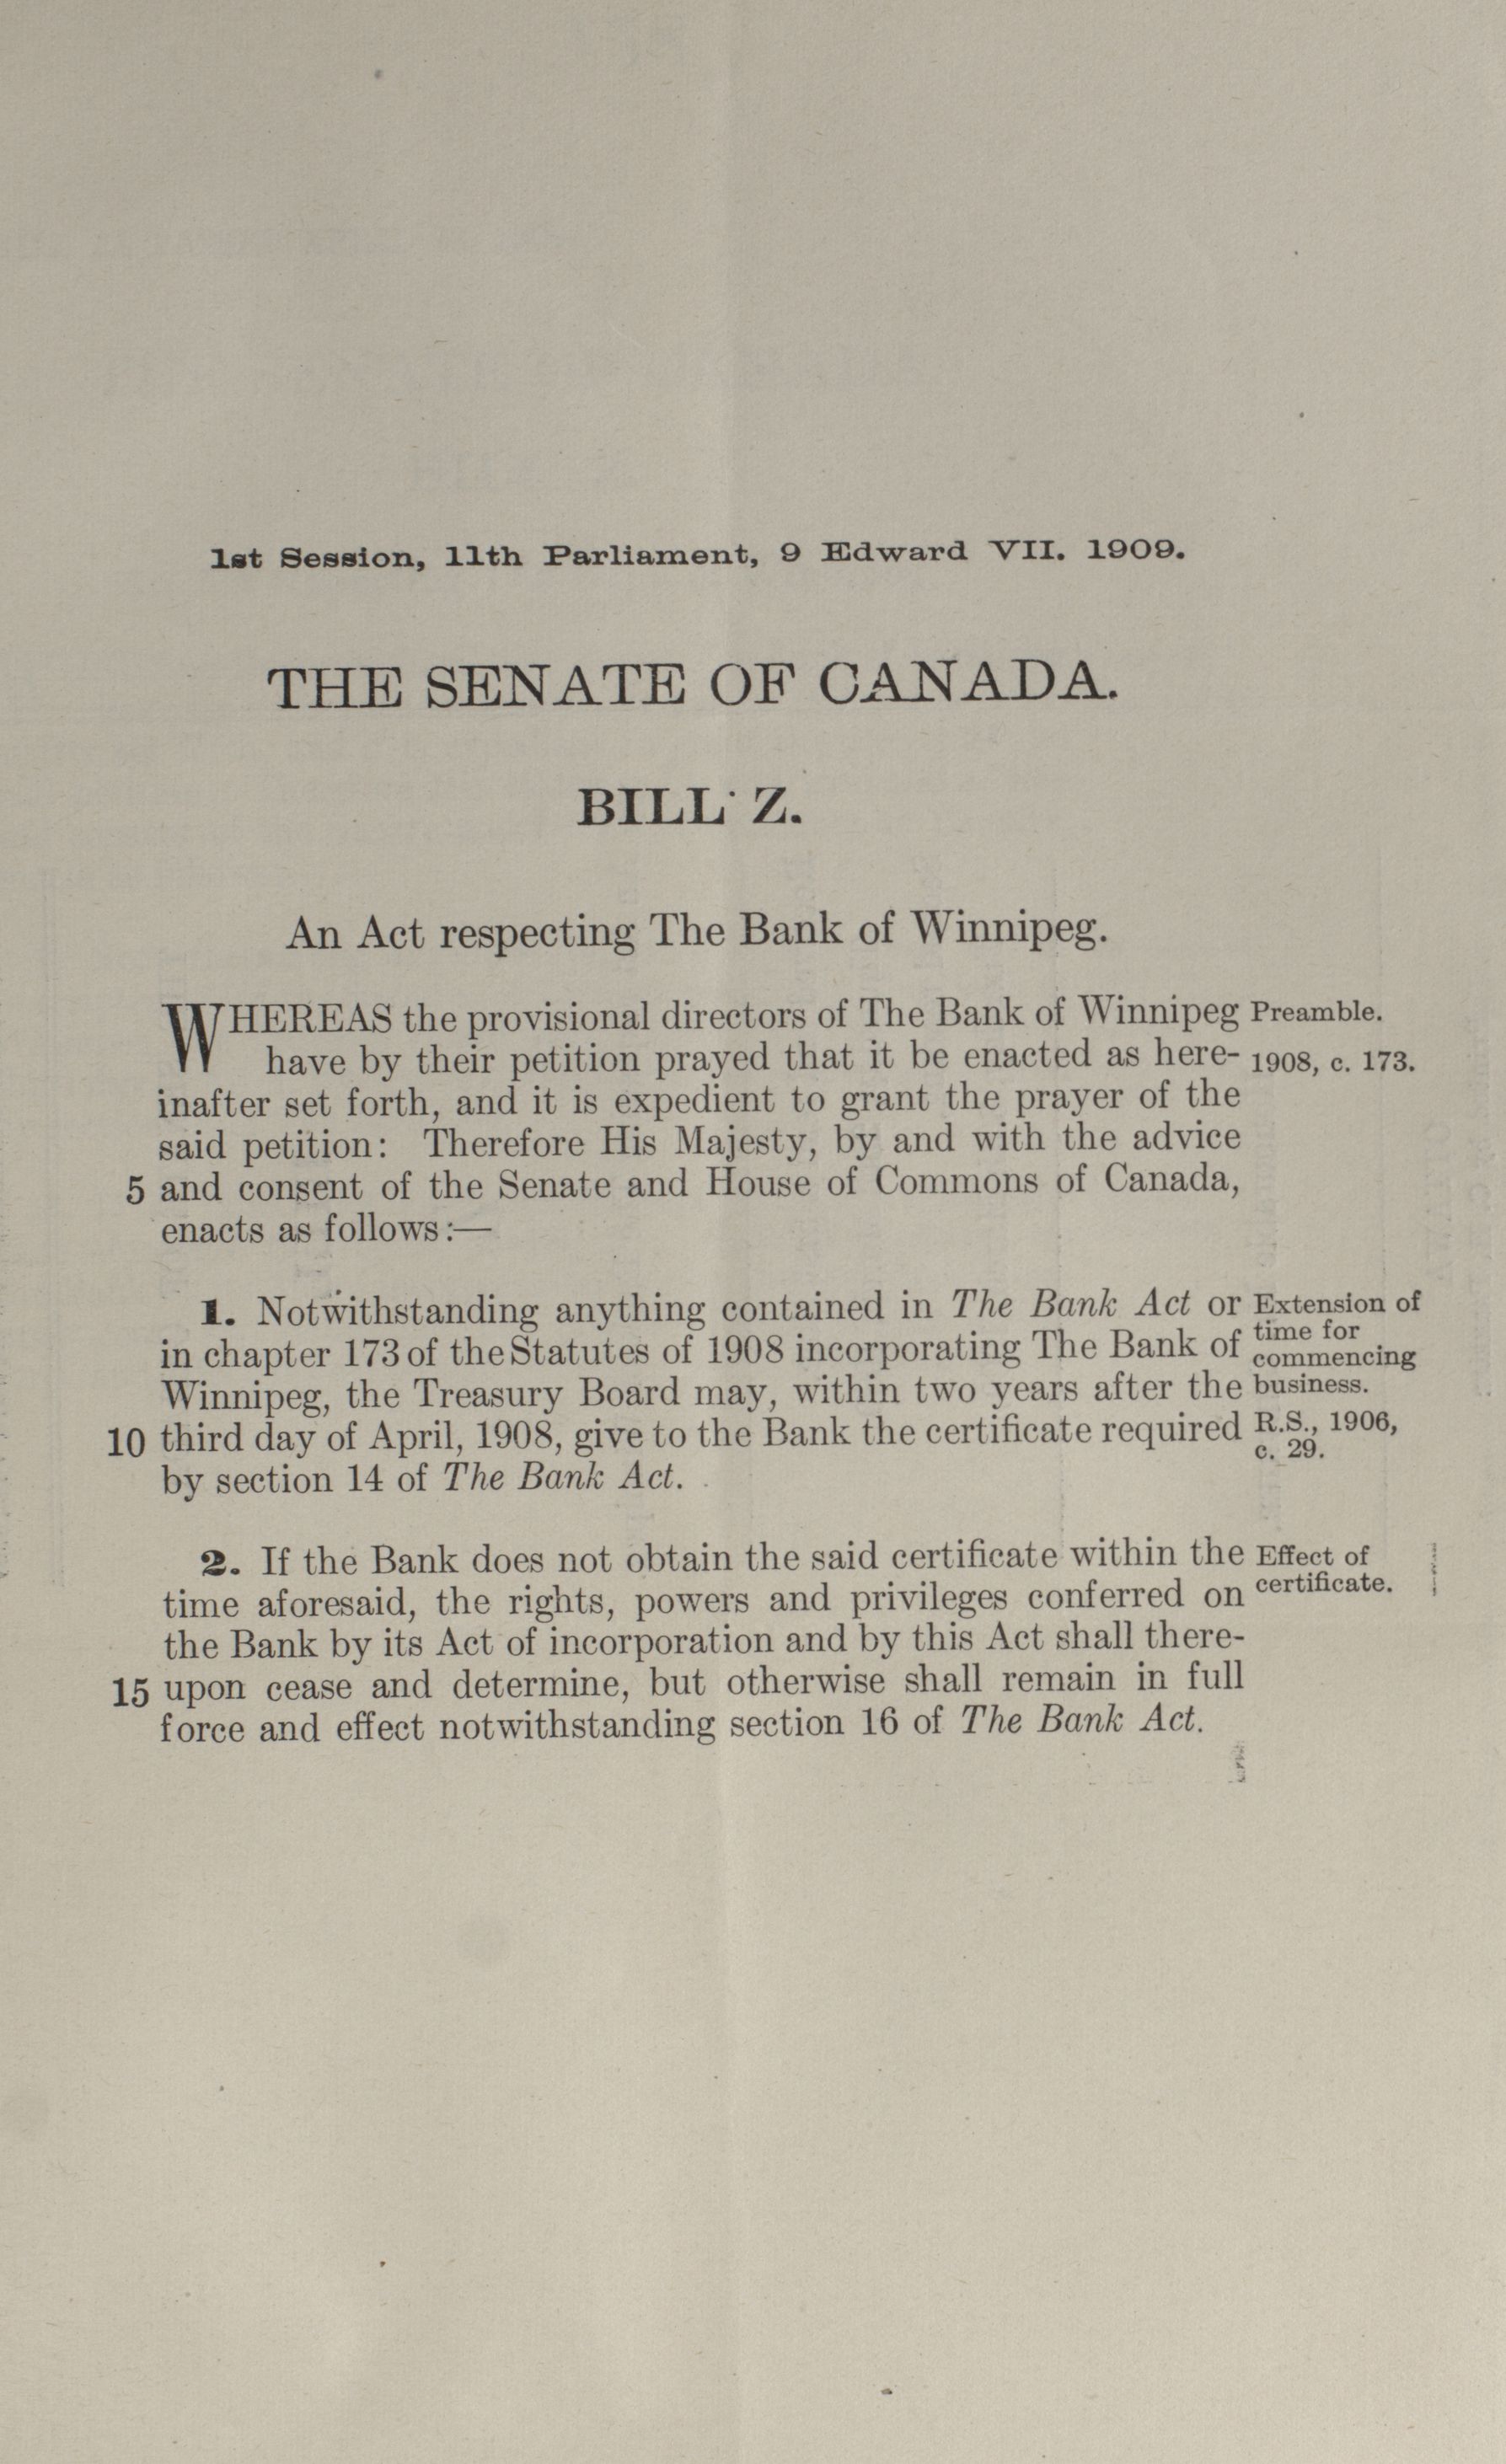 1st Session, 11th Parliament, 9 Edward VII. 1909.
THE SENATE OF CANADA.
BILL Z.
An Act respecting The Bank of Winnipeg.
WHEREAS the provisional directors of The Bank of Winnipeg Preamble.
have by their petition prayed that it be enacted as here- 1908, c. 173.
inafter set forth, and it is expedient to grant the prayer of the
said petition: Therefore His Majesty, by and with the advice
5 and consent of the Senate and House of Commons of Canada,
enacts as follows:—
1. Notwithstanding anything contained in The Bank Act or
in chapter 173 of the Statutes of 1908 incorporating The Bank of
Winnipeg, the Treasury Board may, within two years after the
10 third day of April, 1908, give to the Bank the certificate required
by section 14 of The Bank Act.
Extension of
time for
commencing
business.
R.S., 1906,
c. 29.
2. If the Bank does not obtain the said certificate within the
time aforesaid, the rights, powers and privileges conferred on
the Bank by its Act of incorporation and by this Act shall there-
15 upon cease and determine, but otherwise shall remain in full
force and effect notwithstanding section 16 of The Bank Act.
Effect of
certificate.